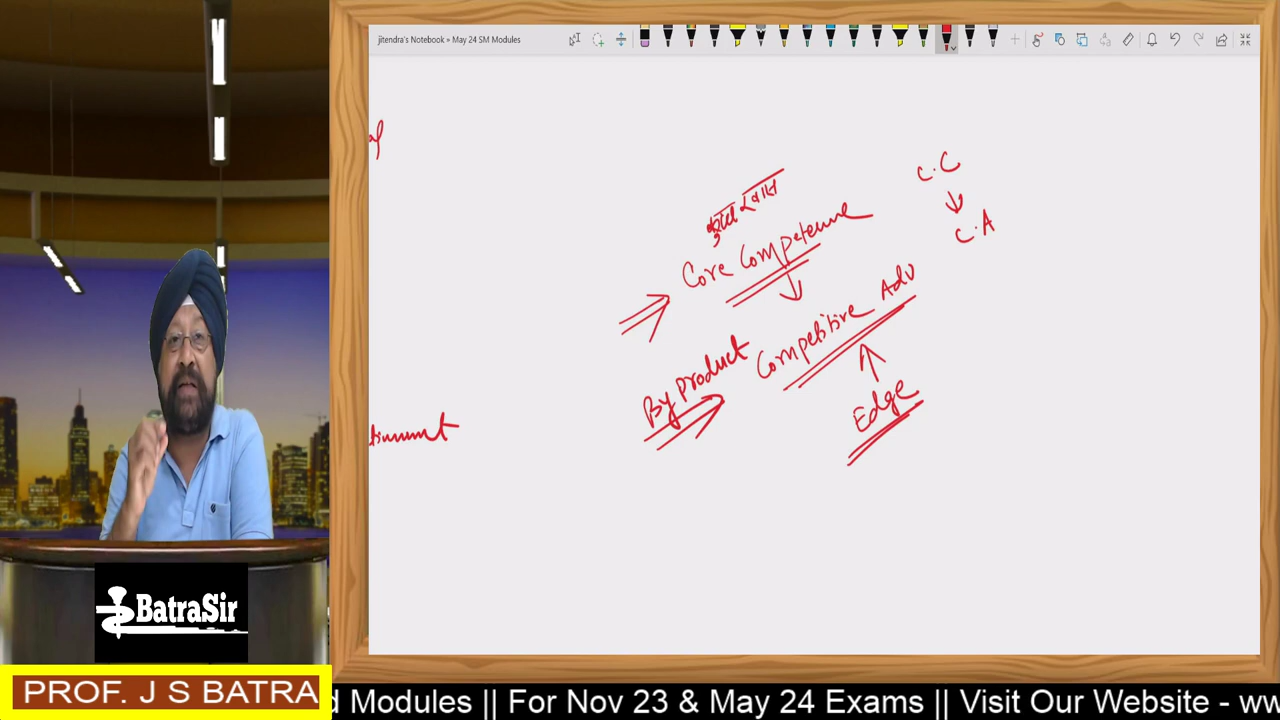 jitendra's Notebook » May 24 SM Modules
C.C
↓
C.A
Core Competence
↓
Competitive Adv
By product
↑
Edge
BatraSir
PROF. J S BATRA
d Modules || For Nov 23 & May 24 Exams || Visit Our Website - ww